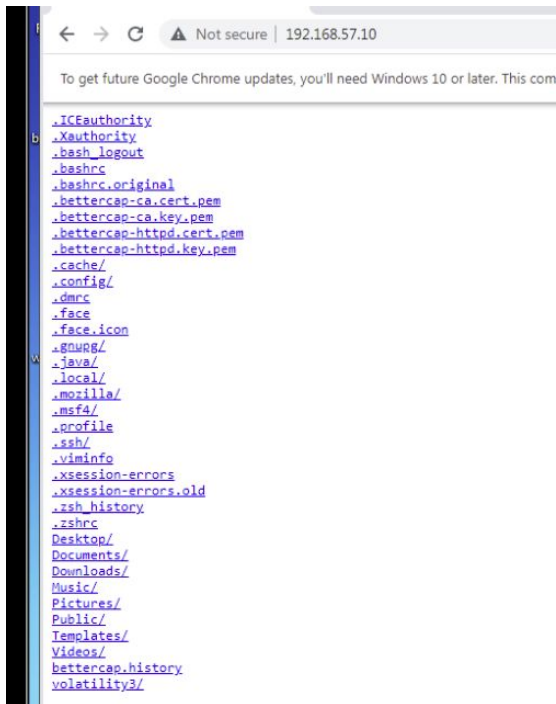 Not secure | 192.168.57.10
To get future Google Chrome updates, you'll need Windows 10 or later. This com
.ICEauthority
.Xauthority
.bash_logout
.bashrc
.bashrc.original
.bettercap-ca.cert.pem
.bettercap-ca.key.pem
.bettercap-httpd.cert.pem
.bettercap-httpd.key.pem
.cache/
.config/
.dmrc
.face
.face.icon
.gnupg/
.java/
.local/
.mozilla/
.msf4/
.profile
.ssh/
.viminfo
.xsession-errors
.xsession-errors.old
.zsh_history
.zshrc
Desktop/
Documents/
Downloads/
Music/
Pictures/
Public/
Templates/
Videos/
bettercap.history
volatility3/